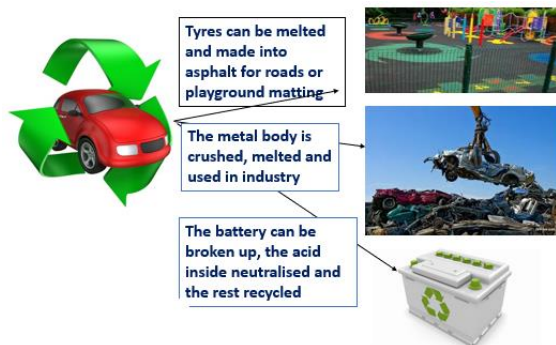 Tyres can be melted
and made into
asphalt for roads or
playground matting
The metal body is
crushed, melted and
used in industry
The battery can be
broken up, the acid
inside neutralised and
the rest recycled